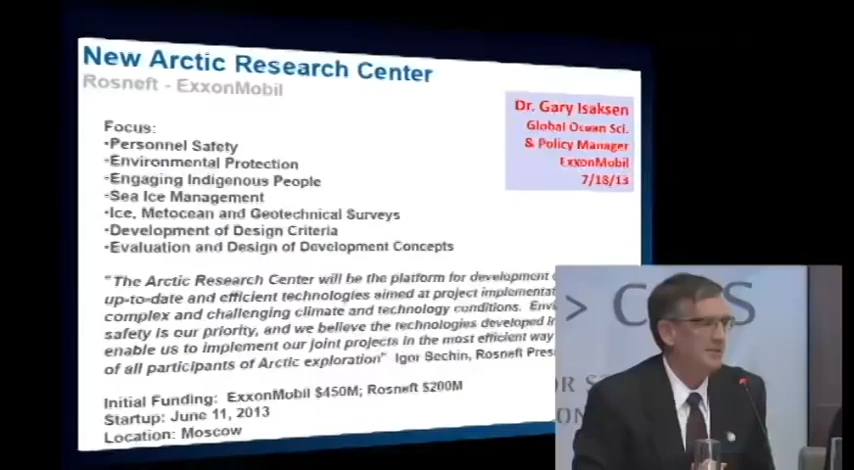 New Arctic Research Center
Rosneft - ExxonMobil
Dr. Gary Isaksen
Global Ocean Sci.
& Policy Manager
ExxonMobil
7/18/13
Focus:
•Personnel Safety
•Environmental Protection
•Engaging Indigenous People
•Sea Ice Management
•Ice, Metocean and Geotechnical Surveys
•Development of Design Criteria
•Evaluation and Design of Development Concepts
"The Arctic Research Center will be the platform for development
up-to-date and efficient technologies aimed at project
complex and challenging climate and technology conditions.
safety is our priority, and we believe the technologies developed
enable us to implement our joint projects in the most efficient way
of all participants of Arctic exploration" Igor Sechin, Rosneft
Initial Funding: ExxonMobil $450M; Rosneft $200M
Startup: June 11, 2013
Location: Moscow
> C S
OR S
ON